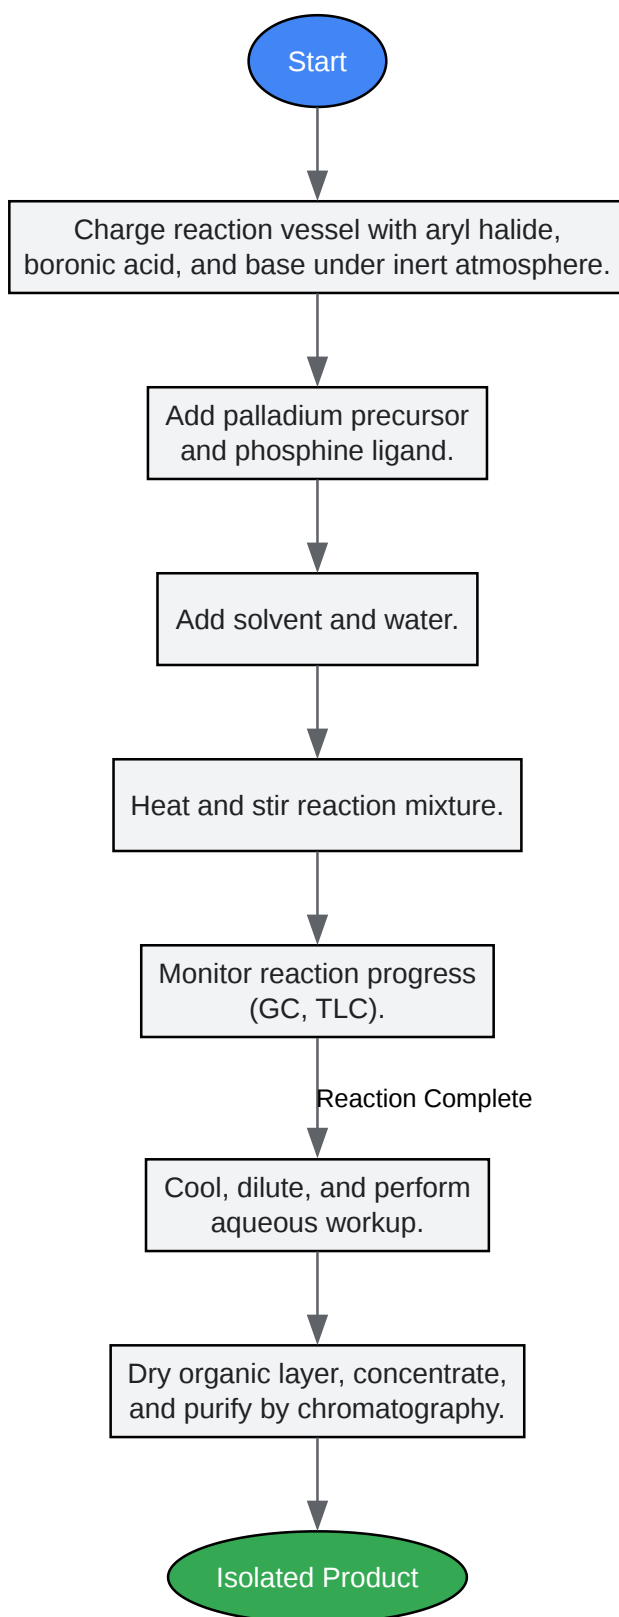 Start
Charge reaction vessel with aryl halide,
boronic acid, and base under inert atmosphere.
Add palladium precursor
and phosphine ligand.
Add solvent and water.
Heat and stir reaction mixture.
Monitor reaction progress
(GC, TLC).
Reaction Complete
Cool, dilute, and perform
aqueous workup.
Dry organic layer, concentrate,
and purify by chromatography.
Isolated Product